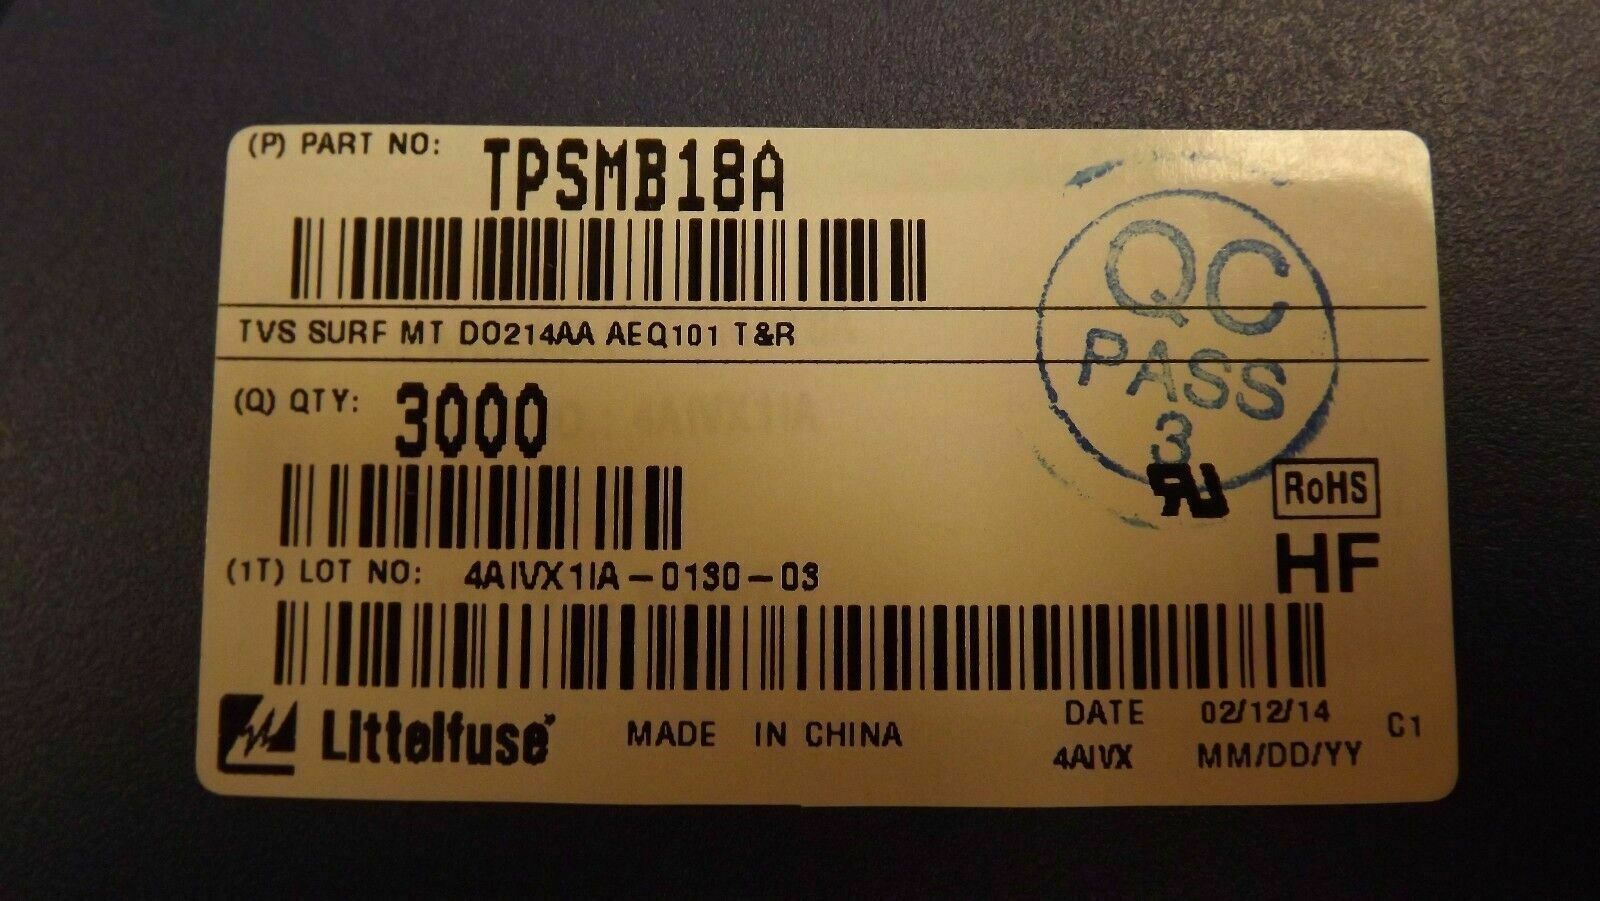 (P) PART NO: TPSMB18A
TVS SURF MT DO214AA AEQ101 T&R
(Q) QTY: 3000
QC
PASS
3
RU
RoHS
HF
(1T) LOT NO: 4AIVX1IA-0130-03
Littelfuse MADE IN CHINA
DATE 02/12/14
4AIVX MM/DD/YY
C1